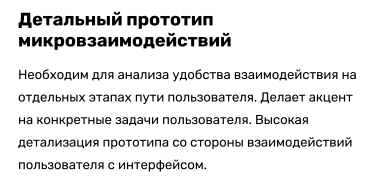 Детальный прототип
микровзаимодействий
Необходим для анализа удобства взаимодействия на
отдельных этапах пути пользователя. Делает акцент
на конкретные задачи пользователя. Высокая
детализация прототипа со стороны взаимодействий
пользователя с интерфейсом.